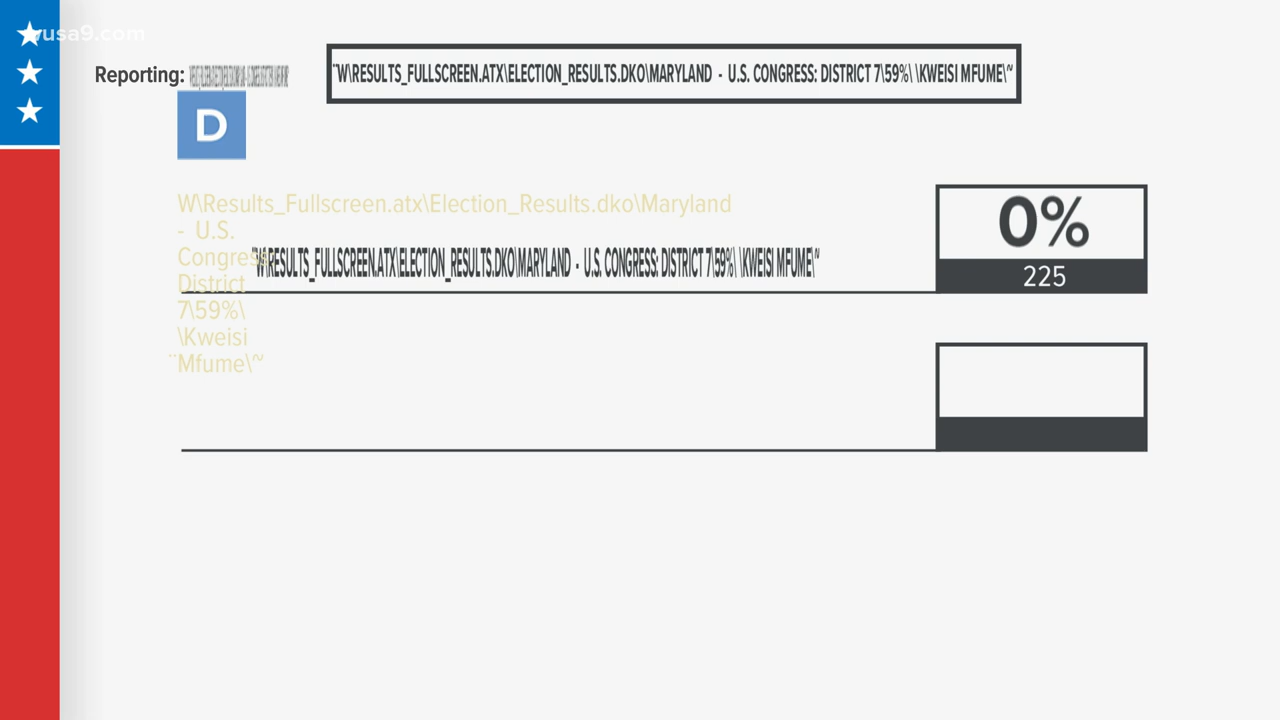 wusa9.com
Reporting:
¨W\RESULTS_FULLSCREEN.ATX\ELECTION_RESULTS.DKO\MARYLAND - U.S. CONGRESS: DISTRICT 7\59%\ \KWEISI MFUME\~
D
W\Results_Fullscreen.atx\Election_Results.dko\Maryland
- U.S.
Congress:
District
7\59%\
\Kweisi
¨Mfume\~
¨W\RESULTS_FULLSCREEN.ATX\ELECTION_RESULTS.DKO\MARYLAND - U.S. CONGRESS: DISTRICT 7\59%\ \KWEISI MFUME\~
0%
225